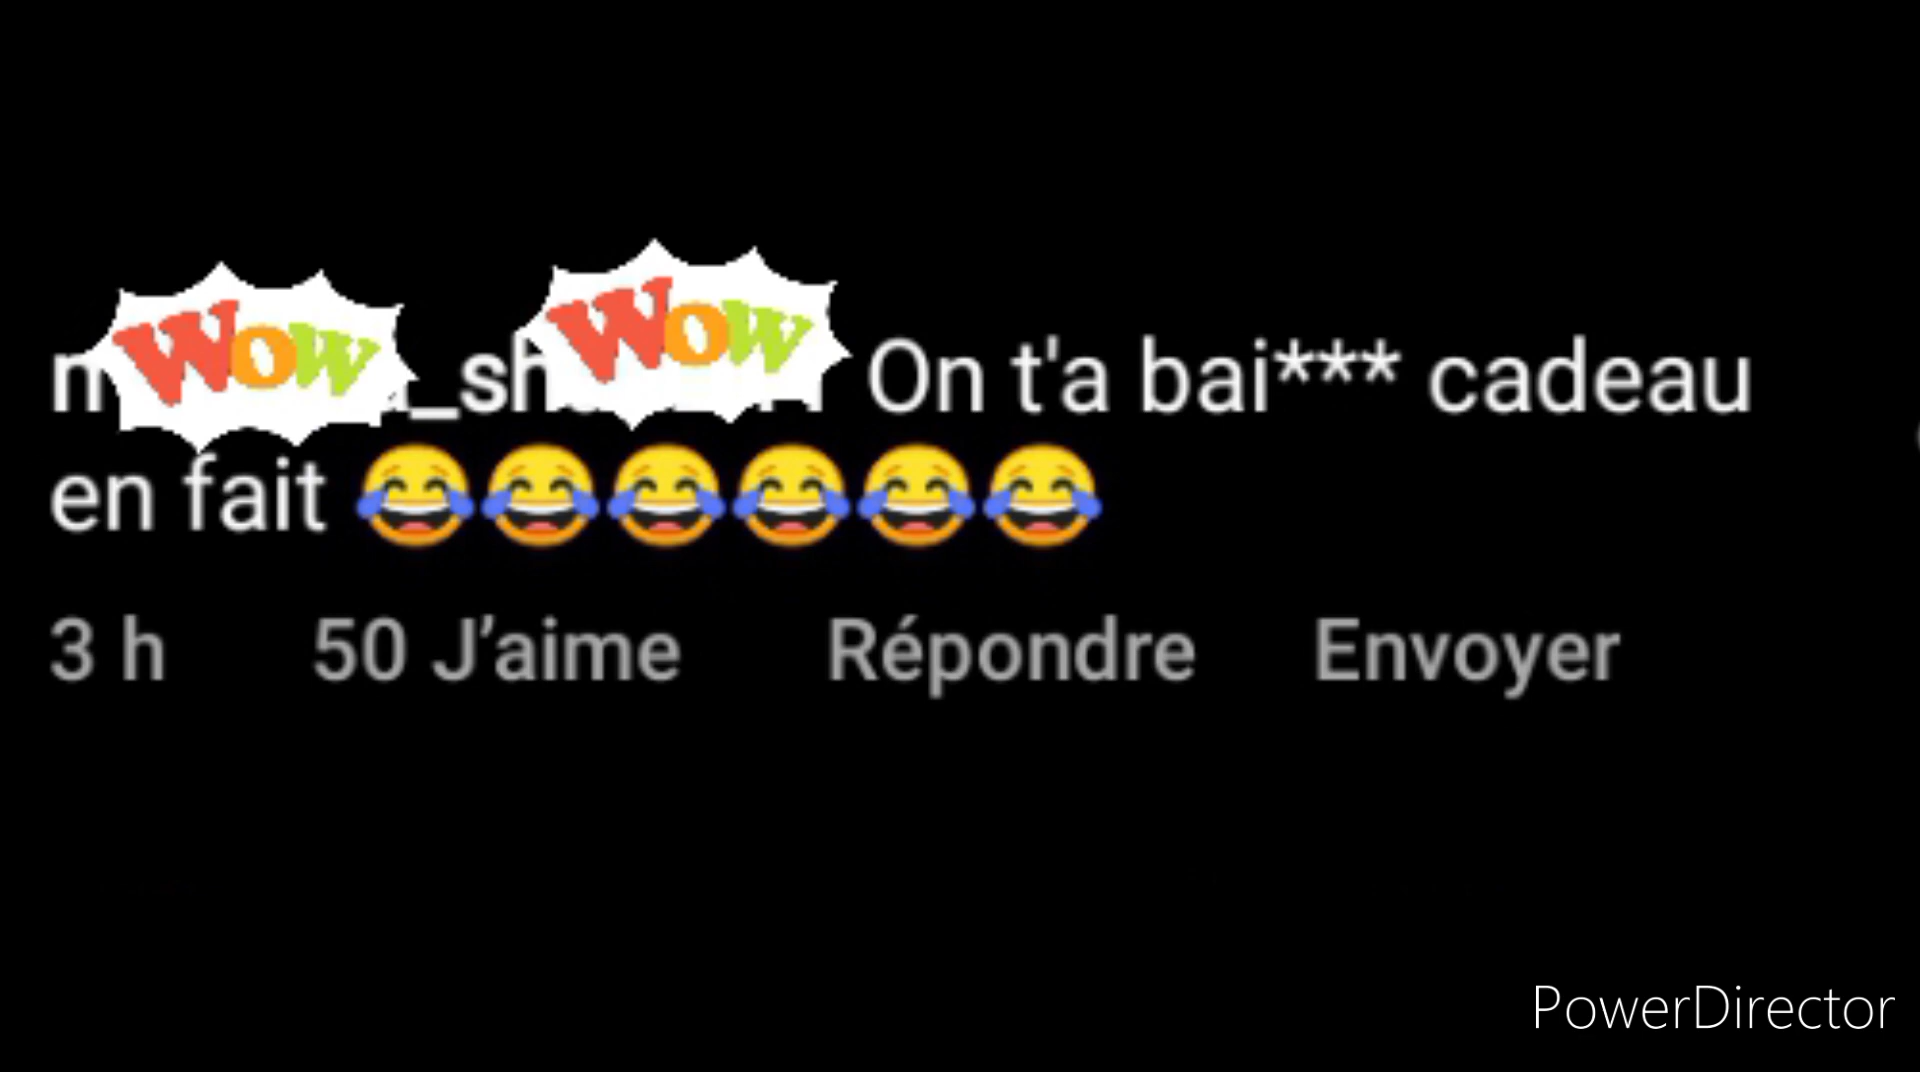 Wow Wow
On t'a bai*** cadeau
en fait 😂😂😂😂😂😂
3 h 50 J'aime Répondre Envoyer
PowerDirector